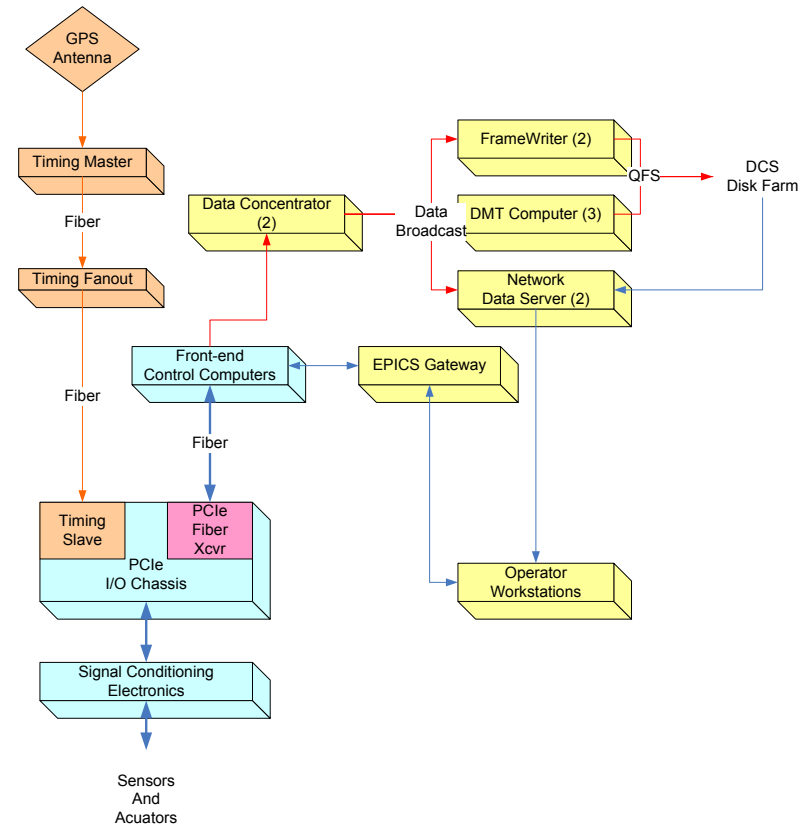 GPS
Antenna
Timing Master
Fiber
Timing Fanout
Fiber
Data Concentrator
(2)
Data
Broadcast
FrameWriter (2)
QFS
DCS
Disk Farm
DMT Computer (3)
Network
Data Server (2)
Front-end
Control Computers
EPICS Gateway
Fiber
Timing
Slave
PCIe
Fiber
Xcvr
PCIe
I/O Chassis
Operator
Workstations
Signal Conditioning
Electronics
Sensors
And
Acuators